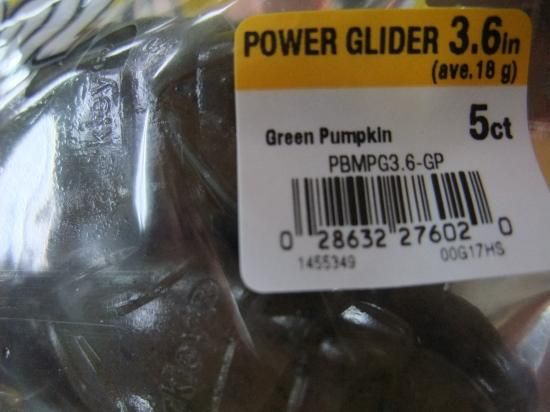 POWER GLIDER 3.6in
(ave.18 g)
Green Pumpkin 5ct
PBMPG3.6-GP
0 28632 27602 0
1455349 00G17HS